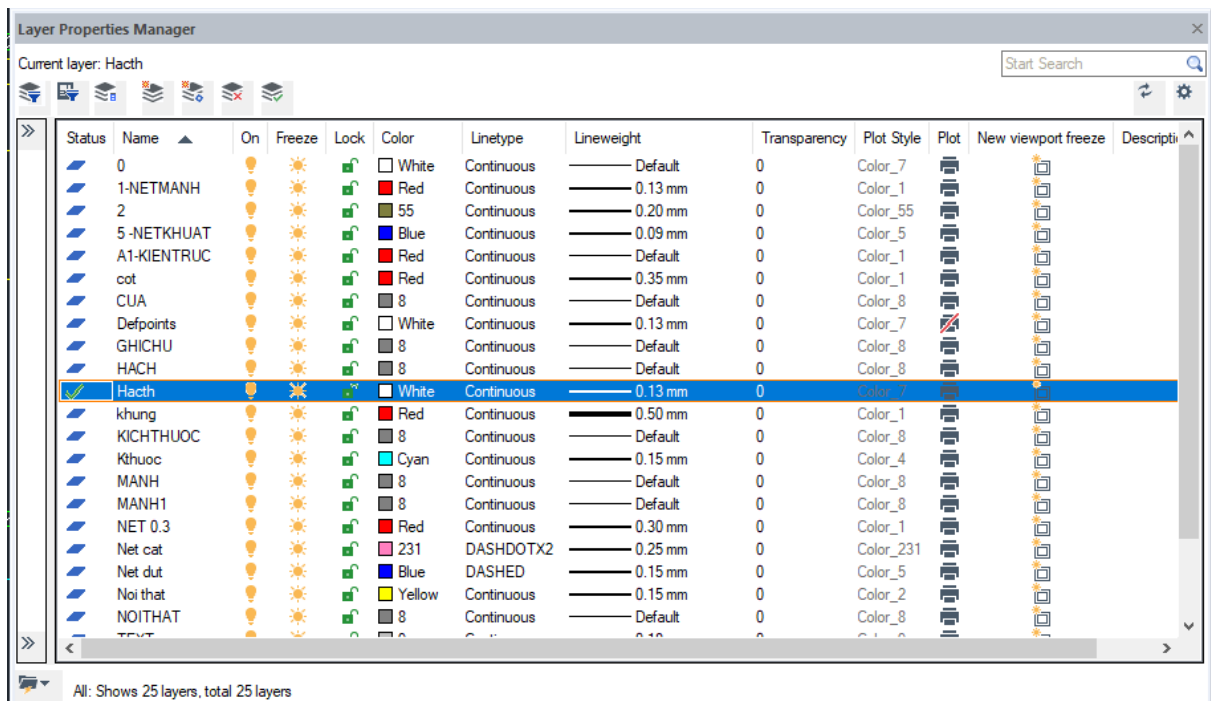 Layer Properties Manager
Current layer: Hacth
Start Search
Status Name On Freeze Lock Color Linetype Lineweight Transparency Plot Style Plot New viewport freeze
0 White Continuous Default 0 Color_7
1-NETMANH Red Continuous 0.13 mm 0 Color_1
2 55 Continuous 0.20 mm 0 Color_55
5 -NETKHUAT Blue Continuous 0.09 mm 0 Color_5
A1-KIENTRUC Red Continuous Default 0 Color_1
cot Red Continuous 0.35 mm 0 Color_1
CUA 8 Continuous Default 0 Color_8
Defpoints White Continuous 0.13 mm 0 Color_7
GHICHU 8 Continuous Default 0 Color_8
HACH 8 Continuous Default 0 Color_8
Hacth White Continuous 0.13 mm 0 Color_7
khung Red Continuous 0.50 mm 0 Color_1
KICHTHUOC 8 Continuous Default 0 Color_8
Kthuoc Cyan Continuous 0.15 mm 0 Color_4
MANH 8 Continuous Default 0 Color_8
MANH1 8 Continuous Default 0 Color_8
NET 0.3 Red Continuous 0.30 mm 0 Color_1
Net cat 231 DASHDOTX2 0.25 mm 0 Color_231
Net dut Blue DASHED 0.15 mm 0 Color_5
Noi that Yellow Continuous 0.15 mm 0 Color_2
NOITHAT 8 Continuous Default 0 Color_8
All: Shows 25 layers, total 25 layers